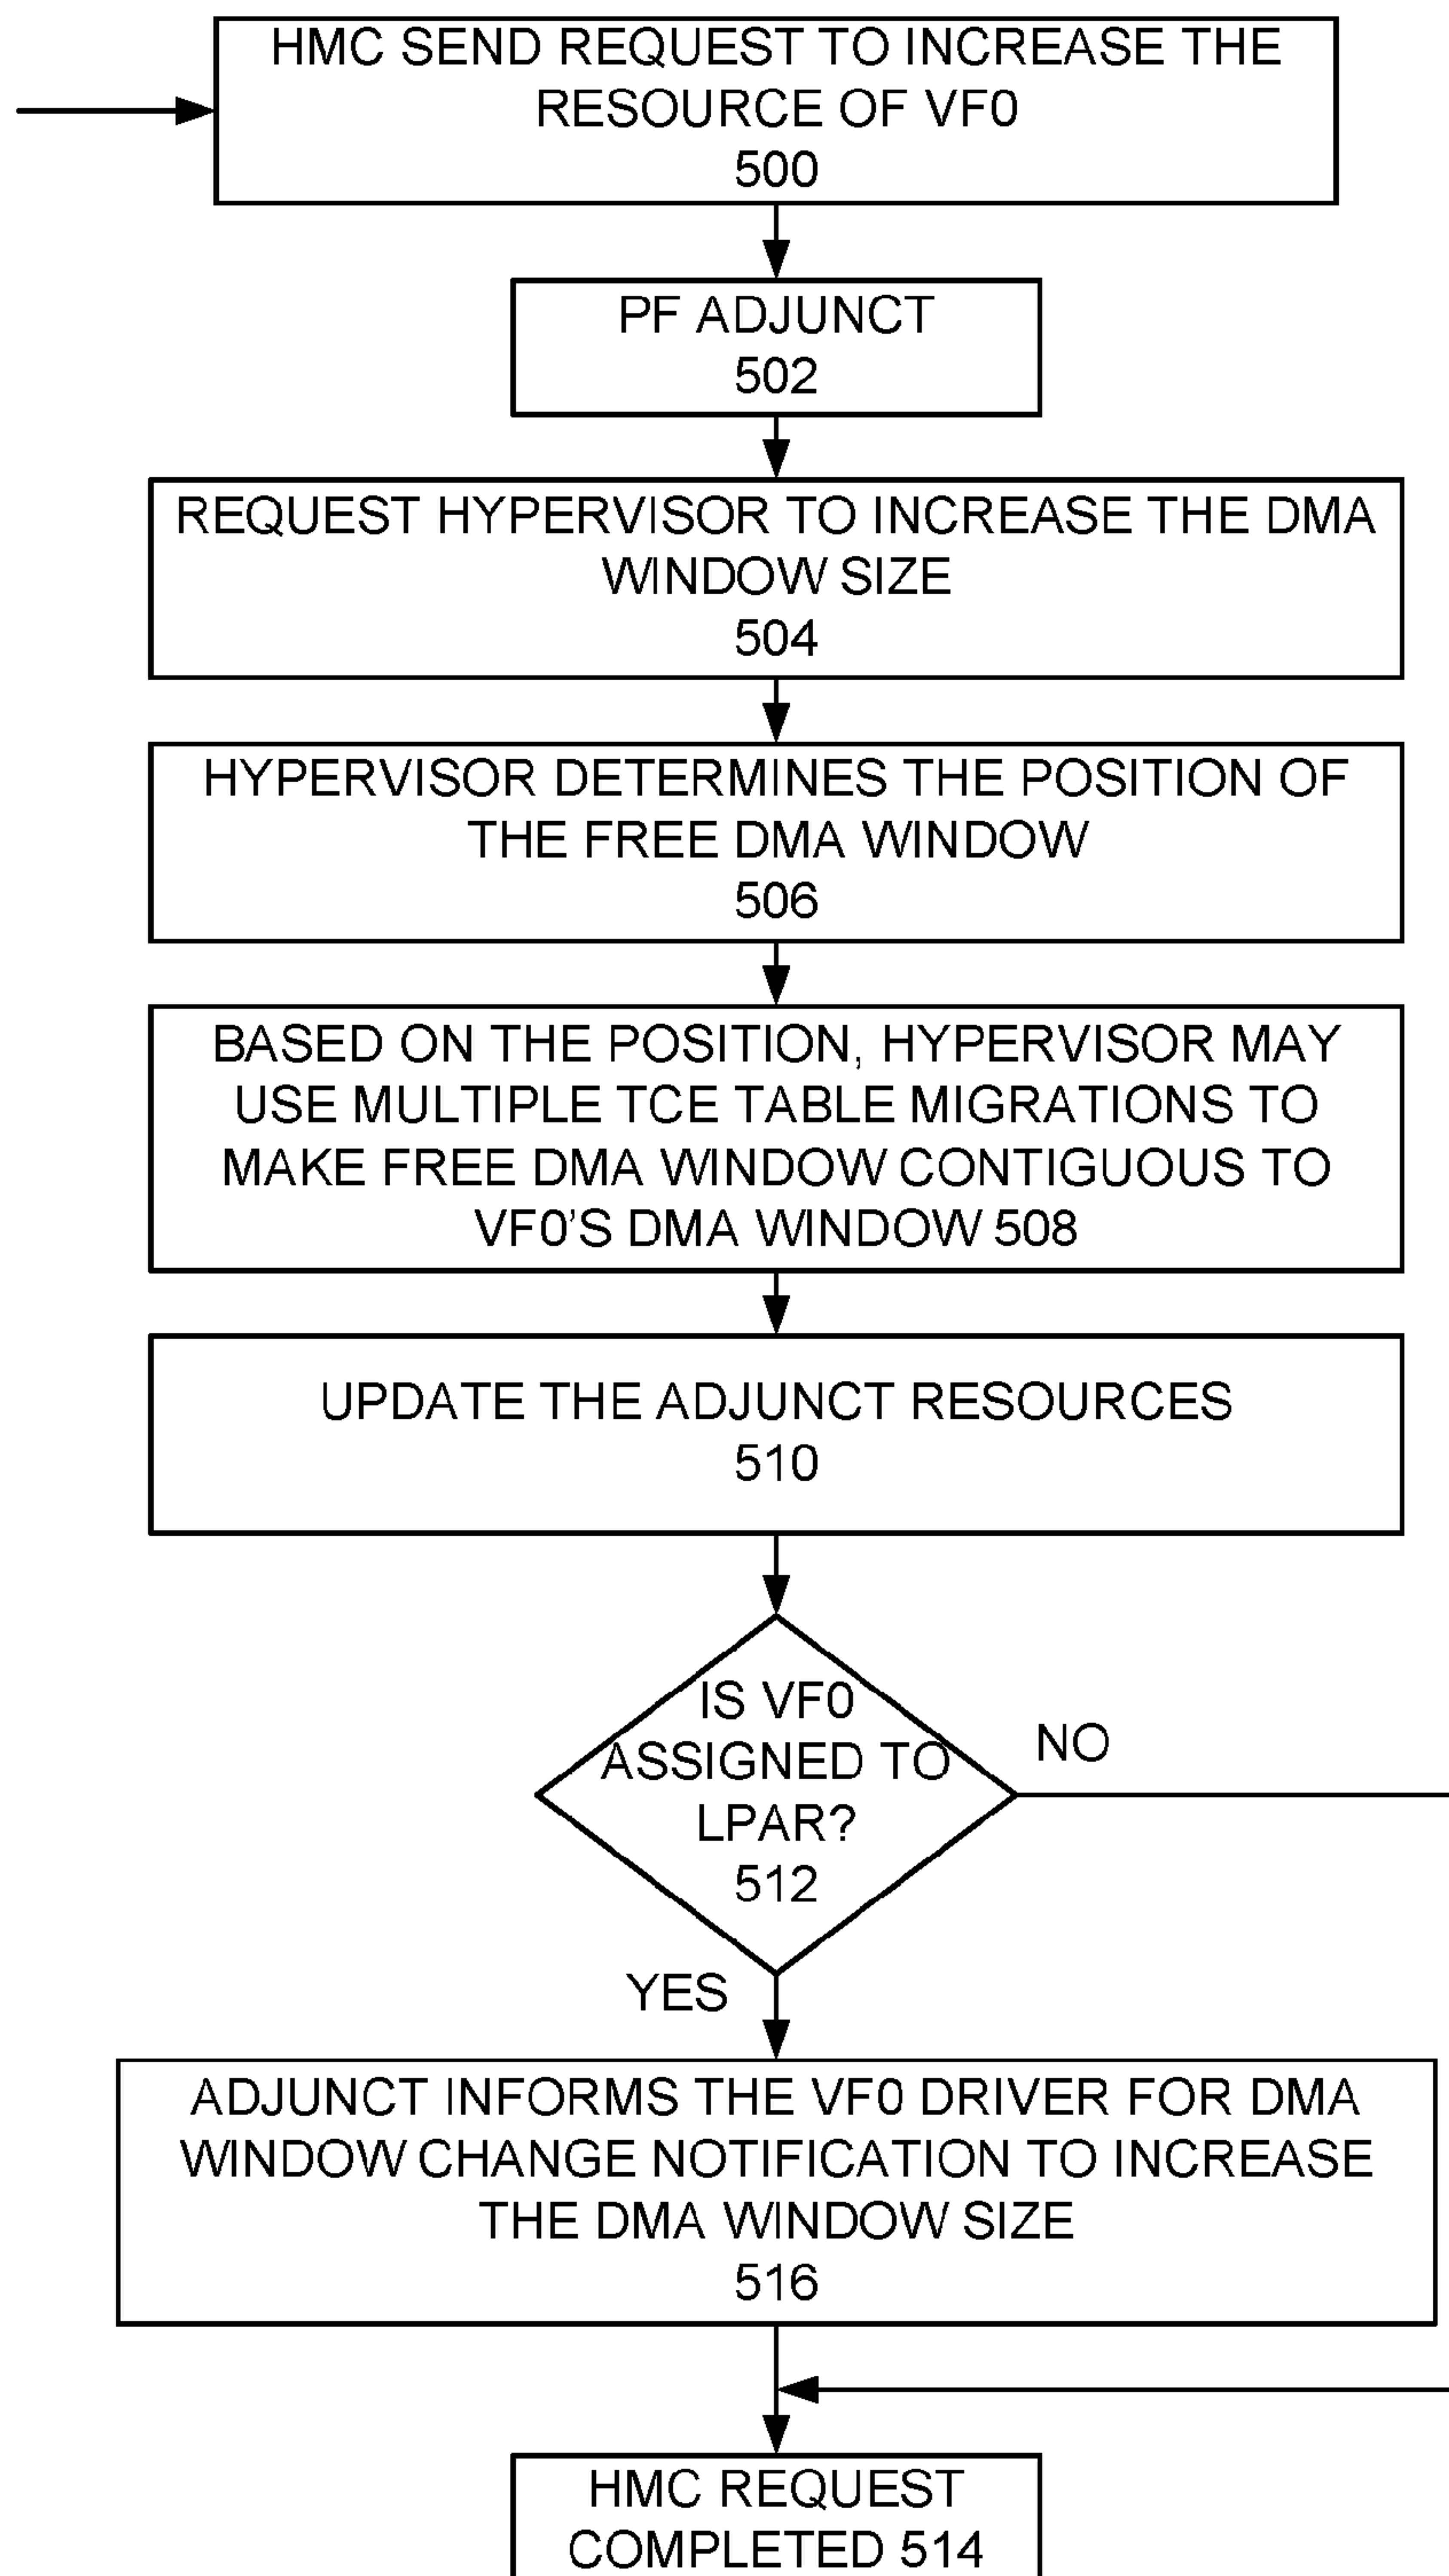 HMC SEND REQUEST TO INCREASE THE
RESOURCE OF VF0
500
PF ADJUNCT
502
REQUEST HYPERVISOR TO INCREASE THE DMA
WINDOW SIZE
504
HYPERVISOR DETERMINES THE POSITION OF
THE FREE DMA WINDOW
506
BASED ON THE POSITION, HYPERVISOR MAY
USE MULTIPLE TCE TABLE MIGRATIONS TO
MAKE FREE DMA WINDOW CONTIGUOUS TO
VF0'S DMA WINDOW 508
UPDATE THE ADJUNCT RESOURCES
510
IS VF0
ASSIGNED TO
LPAR?
512
NO
YES
ADJUNCT INFORMS THE VF0 DRIVER FOR DMA
WINDOW CHANGE NOTIFICATION TO INCREASE
THE DMA WINDOW SIZE
516
HMC REQUEST
COMPLETED 514